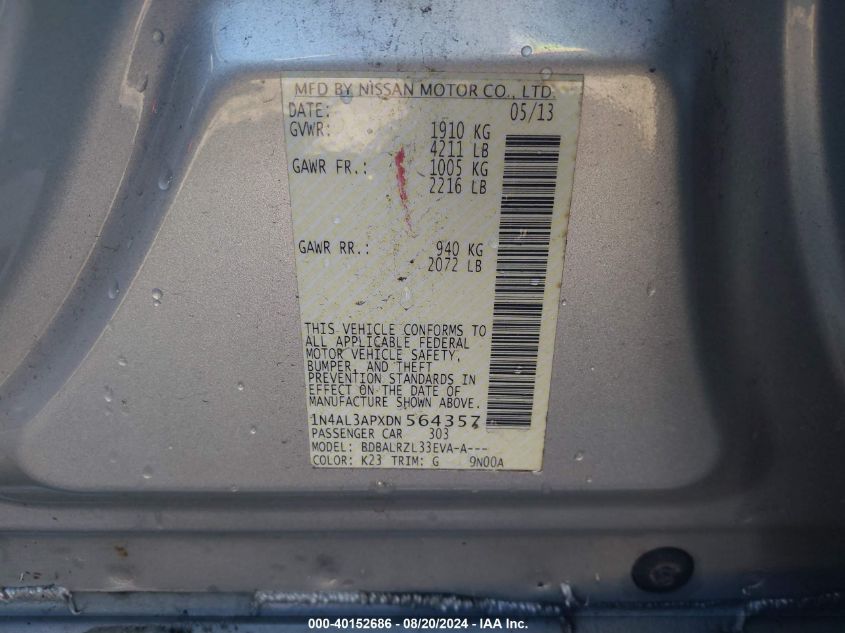 MFD BY NISSAN MOTOR CO., LTD.
DATE: 05/13
GVWR: 1910 KG
4211 LB
GAWR FR.: 1005 KG
2216 LB
GAWR RR.: 940 KG
2072 LB
THIS VEHICLE CONFORMS TO
ALL APPLICABLE FEDERAL
MOTOR VEHICLE SAFETY,
BUMPER, AND THEFT
PREVENTION STANDARDS IN
EFFECT ON THE DATE OF
MANUFACTURE SHOWN ABOVE.
1N4AL3APXDN564357
PASSENGER CAR 303
MODEL: BDBALRZL33EVA-A---
COLOR: K23 TRIM: G 9N00A
000-40152686 - 08/20/2024 - IAA Inc.